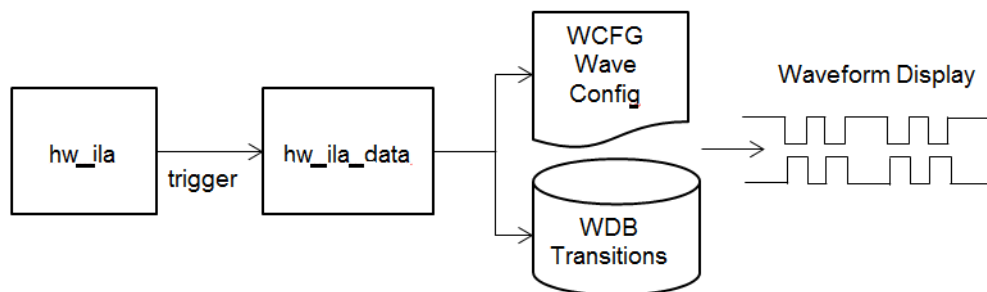 hw_ila
trigger
hw_ila_data
WCFG
Wave
Config
WDB
Transitions
Waveform Display